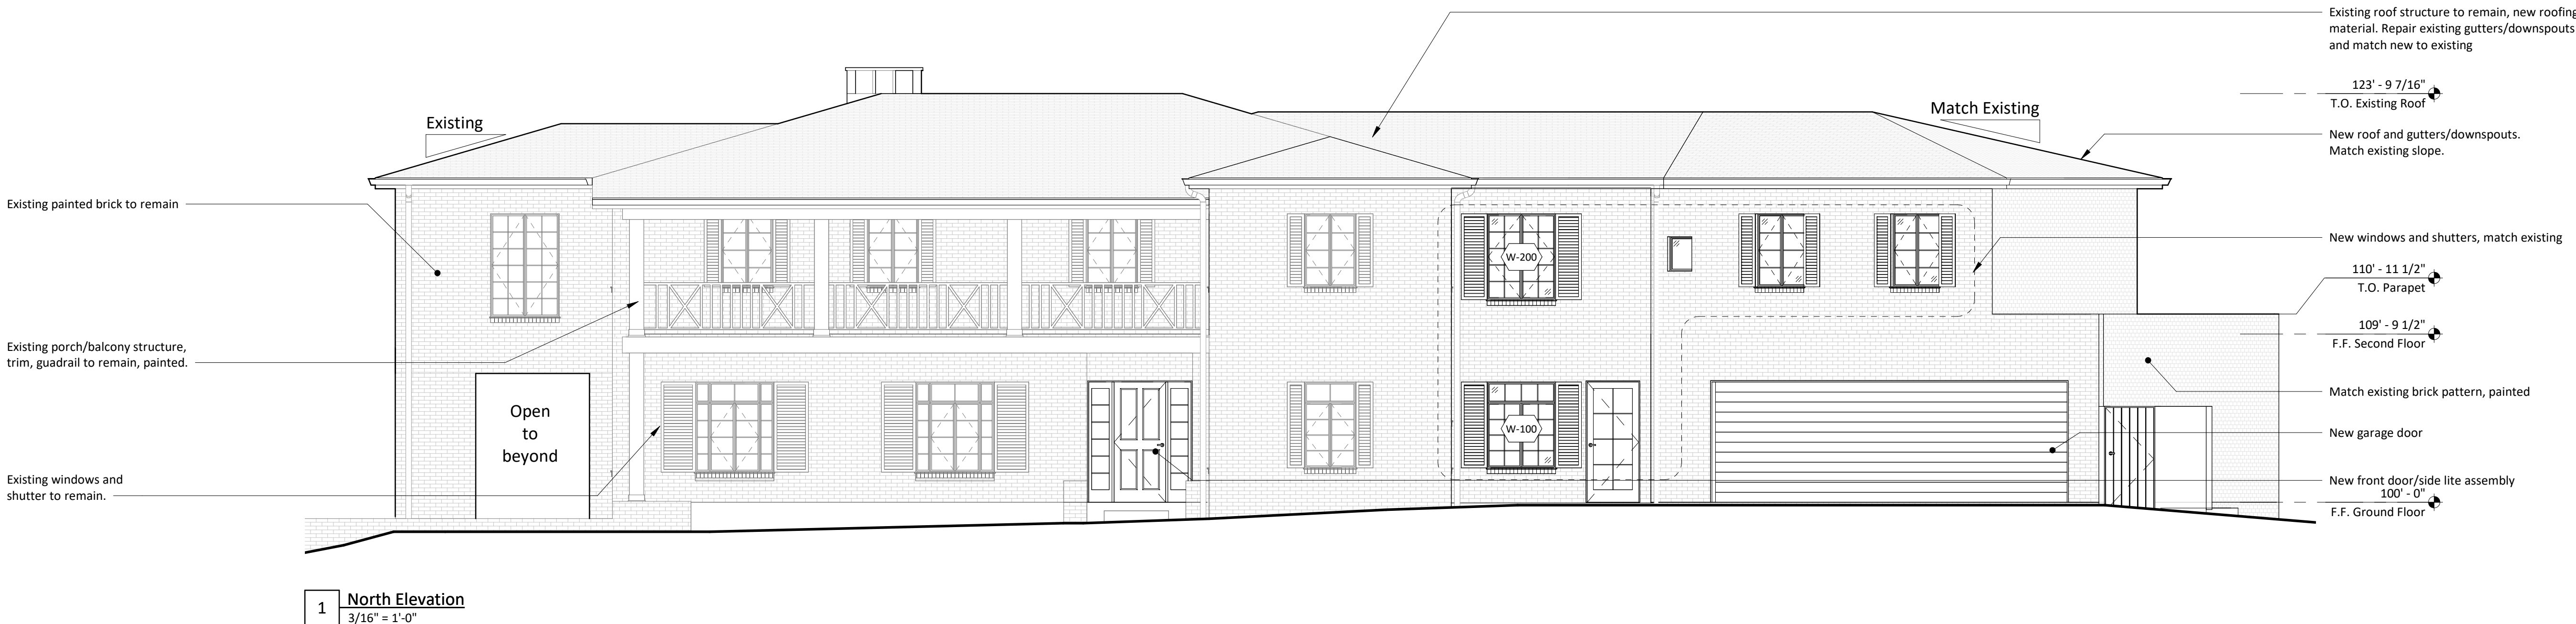 Existing roof structure to remain, new roofing
material. Repair existing gutters/downspouts
and match new to existing
123' - 9 7/16"
T.O. Existing Roof
Match Existing
Existing
New roof and gutters/downspouts.
Match existing slope.
Existing painted brick to remain
New windows and shutters, match existing
W-200
110' - 11 1/2"
T.O. Parapet
109' - 9 1/2"
F.F. Second Floor
Existing porch/balcony structure,
trim, guadrail to remain, painted.
Match existing brick pattern, painted
Open
to
beyond
W-100
New garage door
Existing windows and
shutter to remain.
New front door/side lite assembly
100' - 0"
F.F. Ground Floor
1
North Elevation
3/16" = 1'-0"